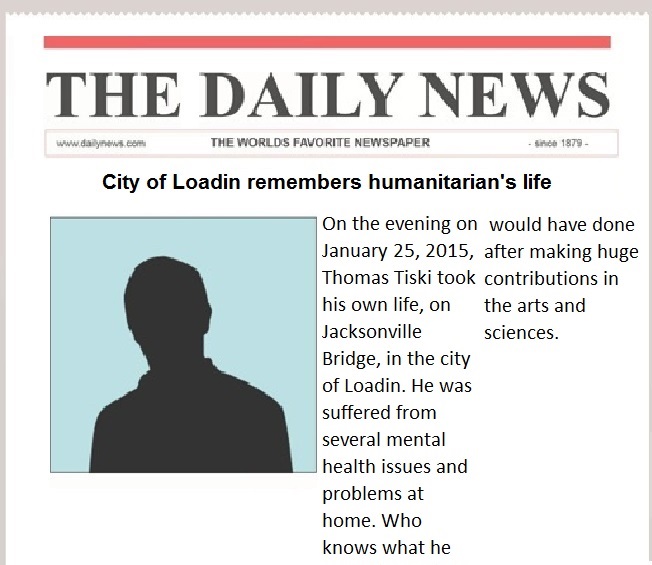 THE DAILY NEWS
www.dailynews.com THE WORLDS FAVORITE NEWSPAPER - since 1879 -
City of Loadin remembers humanitarian's life
On the evening on
January 25, 2015,
Thomas Tiski took
his own life, on
Jacksonville
Bridge, in the city
of Loadin. He was
suffered from
several mental
health issues and
problems at
home. Who
knows what he
would have done
after making huge
contributions in
the arts and
sciences.